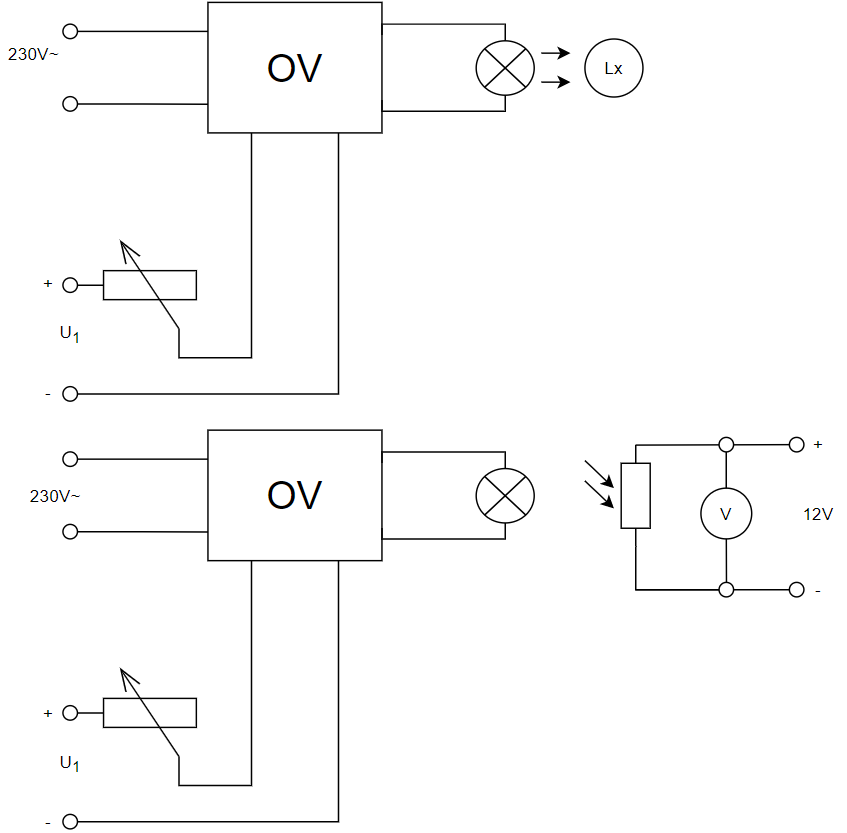 230V~
OV
Lx
+
U1
-
230V~
OV
+
V
12V
-
+
U1
-